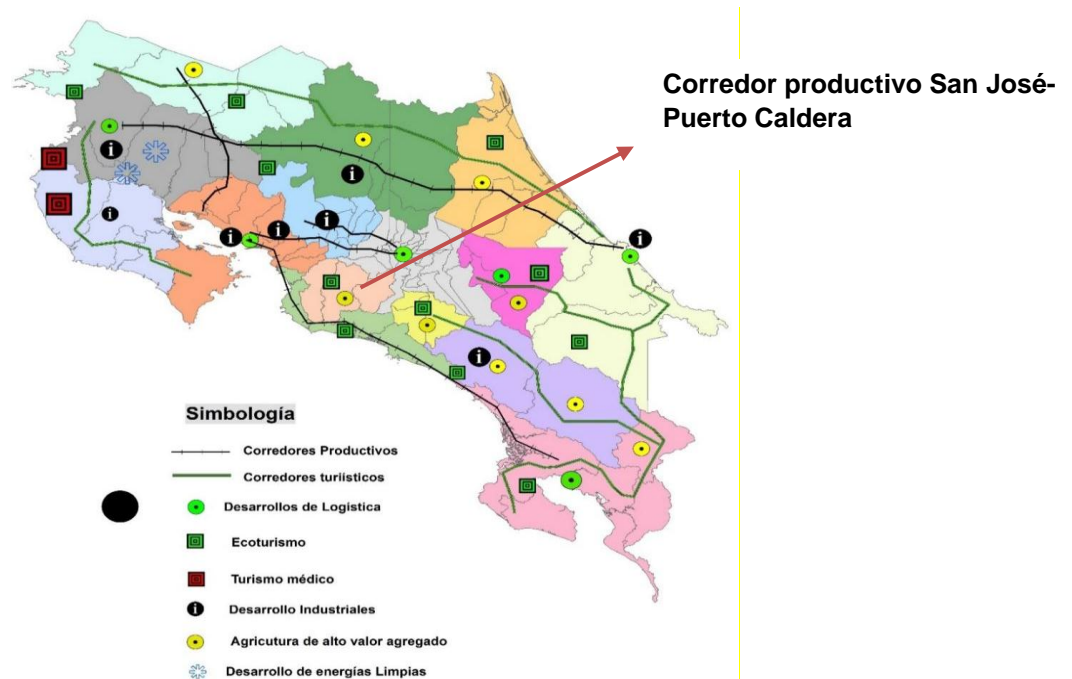 Corredor productivo San José-
Puerto Caldera
i
i
i
i
i
i
i
i
Simbología
Corredores Productivos
Corredores turiísticos
Desarrollos de Logística
Ecoturismo
Turismo médico
i
Desarrollo Industriales
Agricutura de alto valor agregado
Desarrollo de energías Limpias